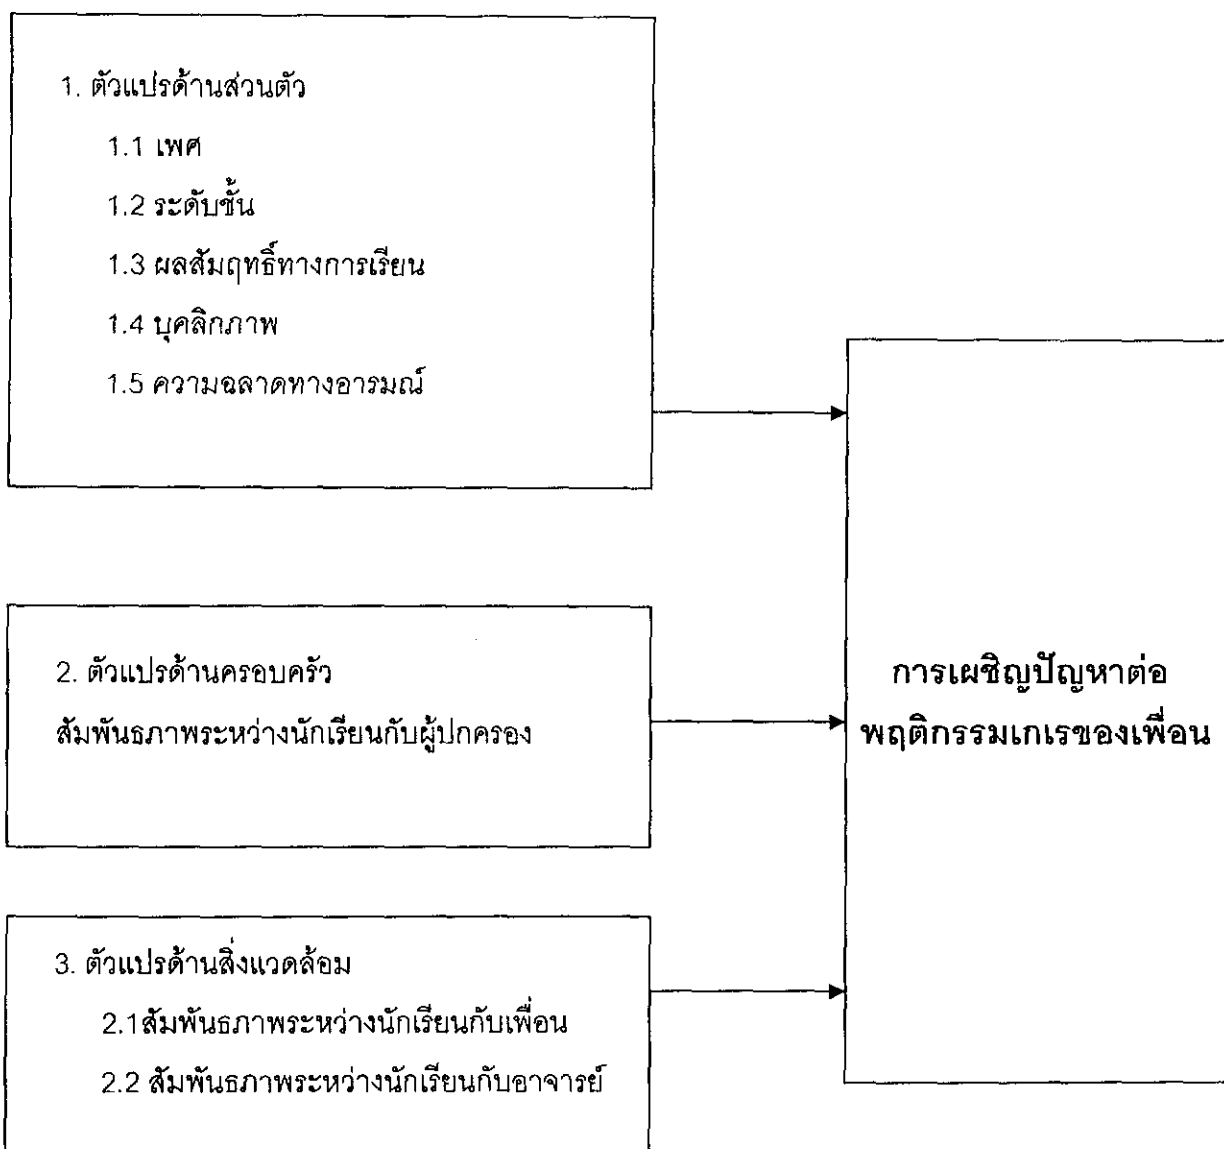 1. ตัวแปรด้านส่วนตัว
1.1 เพศ
1.2 ระดับชั้น
1.3 ผลสัมฤทธิ์ทางการเรียน
1.4 บุคลิกภาพ
1.5 ความฉลาดทางอารมณ์
2. ตัวแปรด้านครอบครัว
สัมพันธภาพระหว่างนักเรียนกับผู้ปกครอง
3. ตัวแปรด้านสิ่งแวดล้อม
2.1สัมพันธภาพระหว่างนักเรียนกับเพื่อน
2.2 สัมพันธภาพระหว่างนักเรียนกับอาจารย์
การเผชิญปัญหาต่อ
พฤติกรรมเกเรของเพื่อน